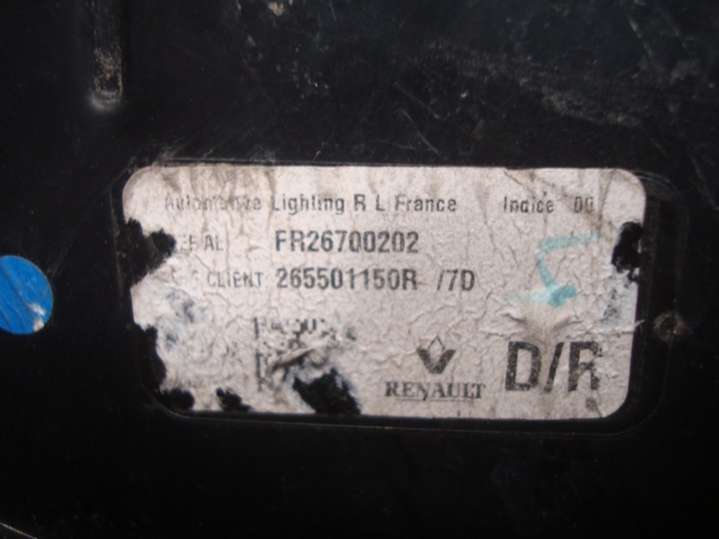 Lighting R L France Indice
FR26700202
CLIENT 265501150R /7D
RENAULT D/R